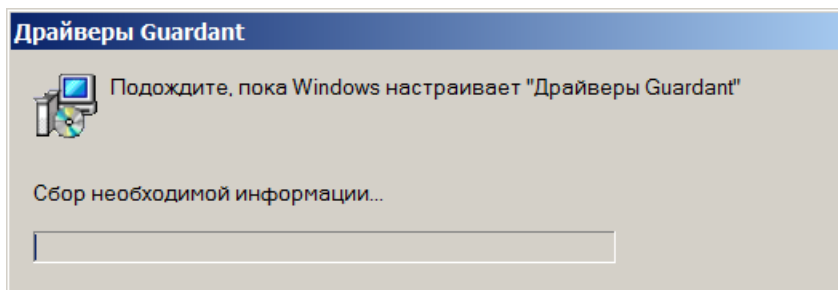 Драйверы Guardant
Подождите, пока Windows настраивает "Драйверы Guardant"
Сбор необходимой информации...